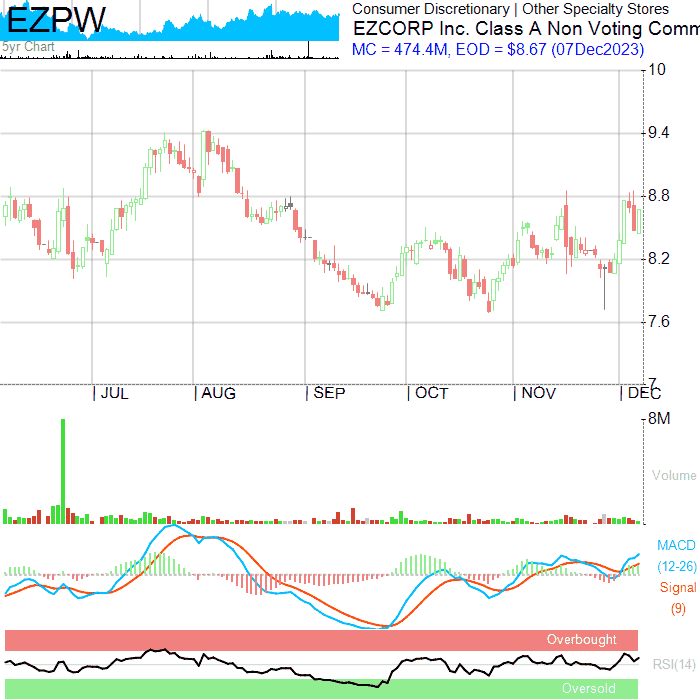 EZPW
5yr Chart
Consumer Discretionary | Other Specialty Stores
EZCORP Inc. Class A Non Voting Comm
MC = 474.4M, EOD = $8.67 (07Dec2023)
10
9.4
8.8
8.2
7.6
7
| JUL | AUG | SEP | OCT | NOV | DEC
8M
Volume
MACD
(12-26)
Signal
(9)
Overbought
RSI(14)
Oversold